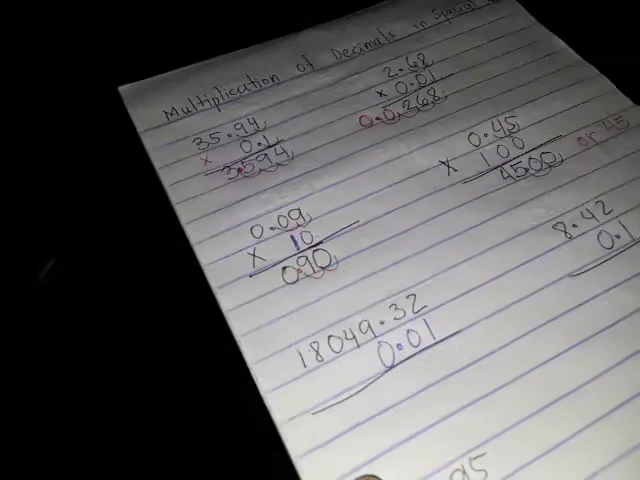 Multiplication of Decimals in Special
35.94
x 0.1
3.594
2.68
x 0.01
0.0268
0.45
x 100
4500 or 45
0.09
x 10
0.90
8.42
0.1
18049.32
0.01
95